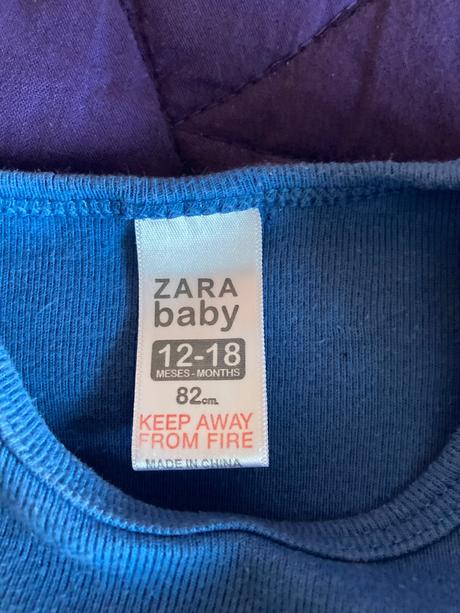 ZARA
baby
12-18
MESES - MONTHS
82cm.
KEEP AWAY
FROM FIRE
MADE IN CHINA